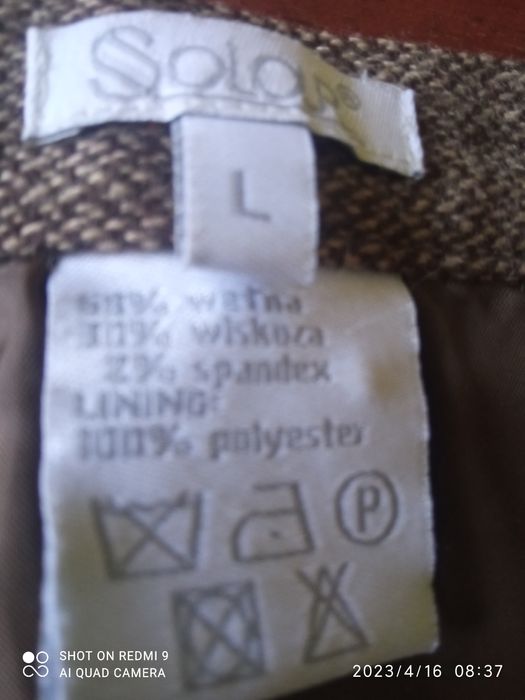 Solar®
L
68% wełna
30% wiskoza
2% spandex
LINING:
100% polyester
P
SHOT ON REDMI 9
AI QUAD CAMERA
2023/4/16 08:37